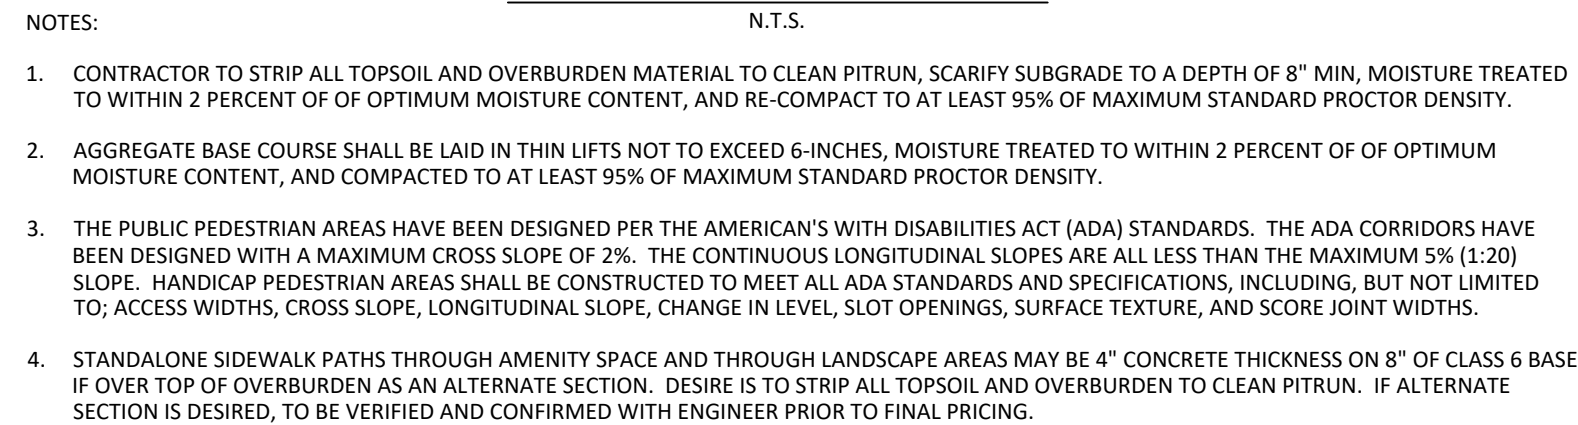 N.T.S.
NOTES:
1. CONTRACTOR TO STRIP ALL TOPSOIL AND OVERBURDEN MATERIAL TO CLEAN PITRUN, SCARIFY SUBGRADE TO A DEPTH OF 8" MIN, MOISTURE TREATED
TO WITHIN 2 PERCENT OF OF OPTIMUM MOISTURE CONTENT, AND RE-COMPACT TO AT LEAST 95% OF MAXIMUM STANDARD PROCTOR DENSITY.
2. AGGREGATE BASE COURSE SHALL BE LAID IN THIN LIFTS NOT TO EXCEED 6-INCHES, MOISTURE TREATED TO WITHIN 2 PERCENT OF OF OPTIMUM
MOISTURE CONTENT, AND COMPACTED TO AT LEAST 95% OF MAXIMUM STANDARD PROCTOR DENSITY.
3. THE PUBLIC PEDESTRIAN AREAS HAVE BEEN DESIGNED PER THE AMERICAN'S WITH DISABILITIES ACT (ADA) STANDARDS. THE ADA CORRIDORS HAVE
BEEN DESIGNED WITH A MAXIMUM CROSS SLOPE OF 2%. THE CONTINUOUS LONGITUDINAL SLOPES ARE ALL LESS THAN THE MAXIMUM 5% (1:20)
SLOPE. HANDICAP PEDESTRIAN AREAS SHALL BE CONSTRUCTED TO MEET ALL ADA STANDARDS AND SPECIFICATIONS, INCLUDING, BUT NOT LIMITED
TO; ACCESS WIDTHS, CROSS SLOPE, LONGITUDINAL SLOPE, CHANGE IN LEVEL, SLOT OPENINGS, SURFACE TEXTURE, AND SCORE JOINT WIDTHS.
4. STANDALONE SIDEWALK PATHS THROUGH AMENITY SPACE AND THROUGH LANDSCAPE AREAS MAY BE 4" CONCRETE THICKNESS ON 8" OF CLASS 6 BASE
IF OVER TOP OF OVERBURDEN AS AN ALTERNATE SECTION. DESIRE IS TO STRIP ALL TOPSOIL AND OVERBURDEN TO CLEAN PITRUN. IF ALTERNATE
SECTION IS DESIRED, TO BE VERIFIED AND CONFIRMED WITH ENGINEER PRIOR TO FINAL PRICING.